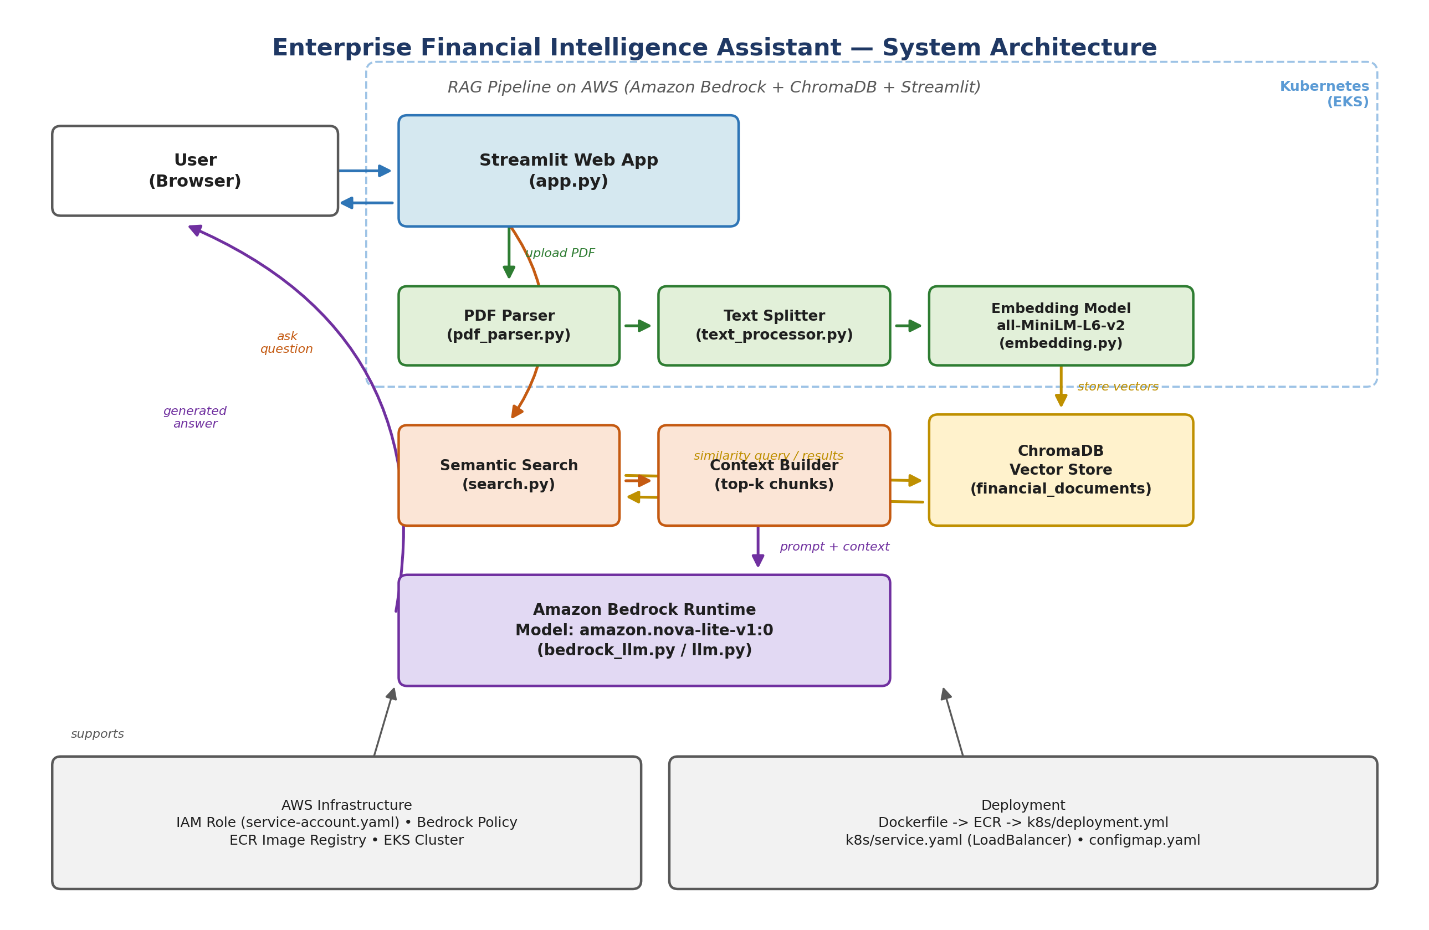 Enterprise Financial Intelligence Assistant — System Architecture
RAG Pipeline on AWS (Amazon Bedrock + ChromaDB + Streamlit)
Kubernetes
(EKS)
User
(Browser)
Streamlit Web App
(app.py)
upload PDF
PDF Parser
(pdf_parser.py)
Text Splitter
(text_processor.py)
Embedding Model
all-MiniLM-L6-v2
(embedding.py)
ask
question
store vectors
generated
answer
Semantic Search
(search.py)
similarity query / results
Context Builder
(top-k chunks)
ChromaDB
Vector Store
(financial_documents)
prompt + context
Amazon Bedrock Runtime
Model: amazon.nova-lite-v1:0
(bedrock_llm.py / llm.py)
supports
AWS Infrastructure
IAM Role (service-account.yaml) • Bedrock Policy
ECR Image Registry • EKS Cluster
Deployment
Dockerfile -> ECR -> k8s/deployment.yml
k8s/service.yaml (LoadBalancer) • configmap.yaml